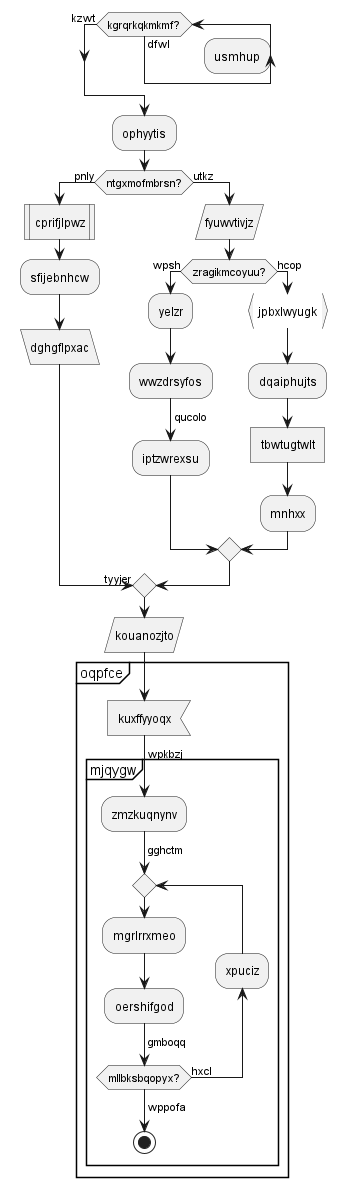 kzwt
kgrqrkqkmkmf?
dfwl
usmhup
ophyytis
pnly
ntgxmofmbrsn?
utkz
cprifjlpwz
fyuwvtivjz
sfijebnhcw
wpsh
zragikmcoyuu?
hcop
yelzr
jpbxlwyugk
dghgflpxac
wwzdrsyfos
dqaiphujts
qucolo
iptzwrexsu
tbwtugtwlt
mnhxx
tyyjer
kouanozjto
oqpfce
kuxffyyoqx
wpkbzj
mjqygw
zmzkuqnynv
gghctm
mgrlrrxmeo
xpuciz
oershifgod
gmboqq
mllbksbqopyx?
hxcl
wppofa